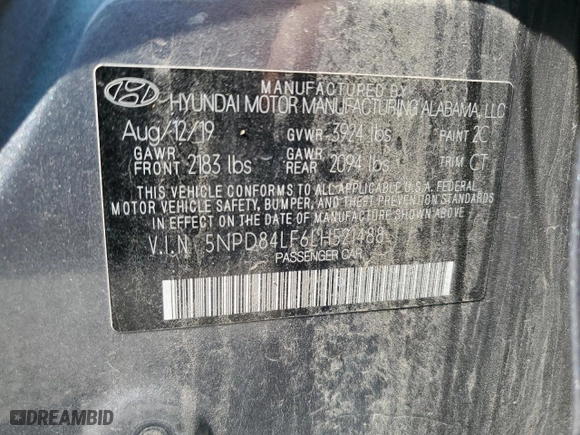 MANUFACTURED BY
HYUNDAI MOTOR MANUFACTURING ALABAMA, LLC
Aug/12/19 GVWR 3924 lbs PAINT 2C
GAWR FRONT 2183 lbs GAWR REAR 2094 lbs TRIM CT
THIS VEHICLE CONFORMS TO ALL APPLICABLE U.S.A. FEDERAL
MOTOR VEHICLE SAFETY, BUMPER, AND THEFT PREVENTION STANDARDS
IN EFFECT ON THE DATE OF MANUFACTURE SHOWN ABOVE.
V.I.N 5NPD84LF6LH521488
PASSENGER CAR
DREAMBID